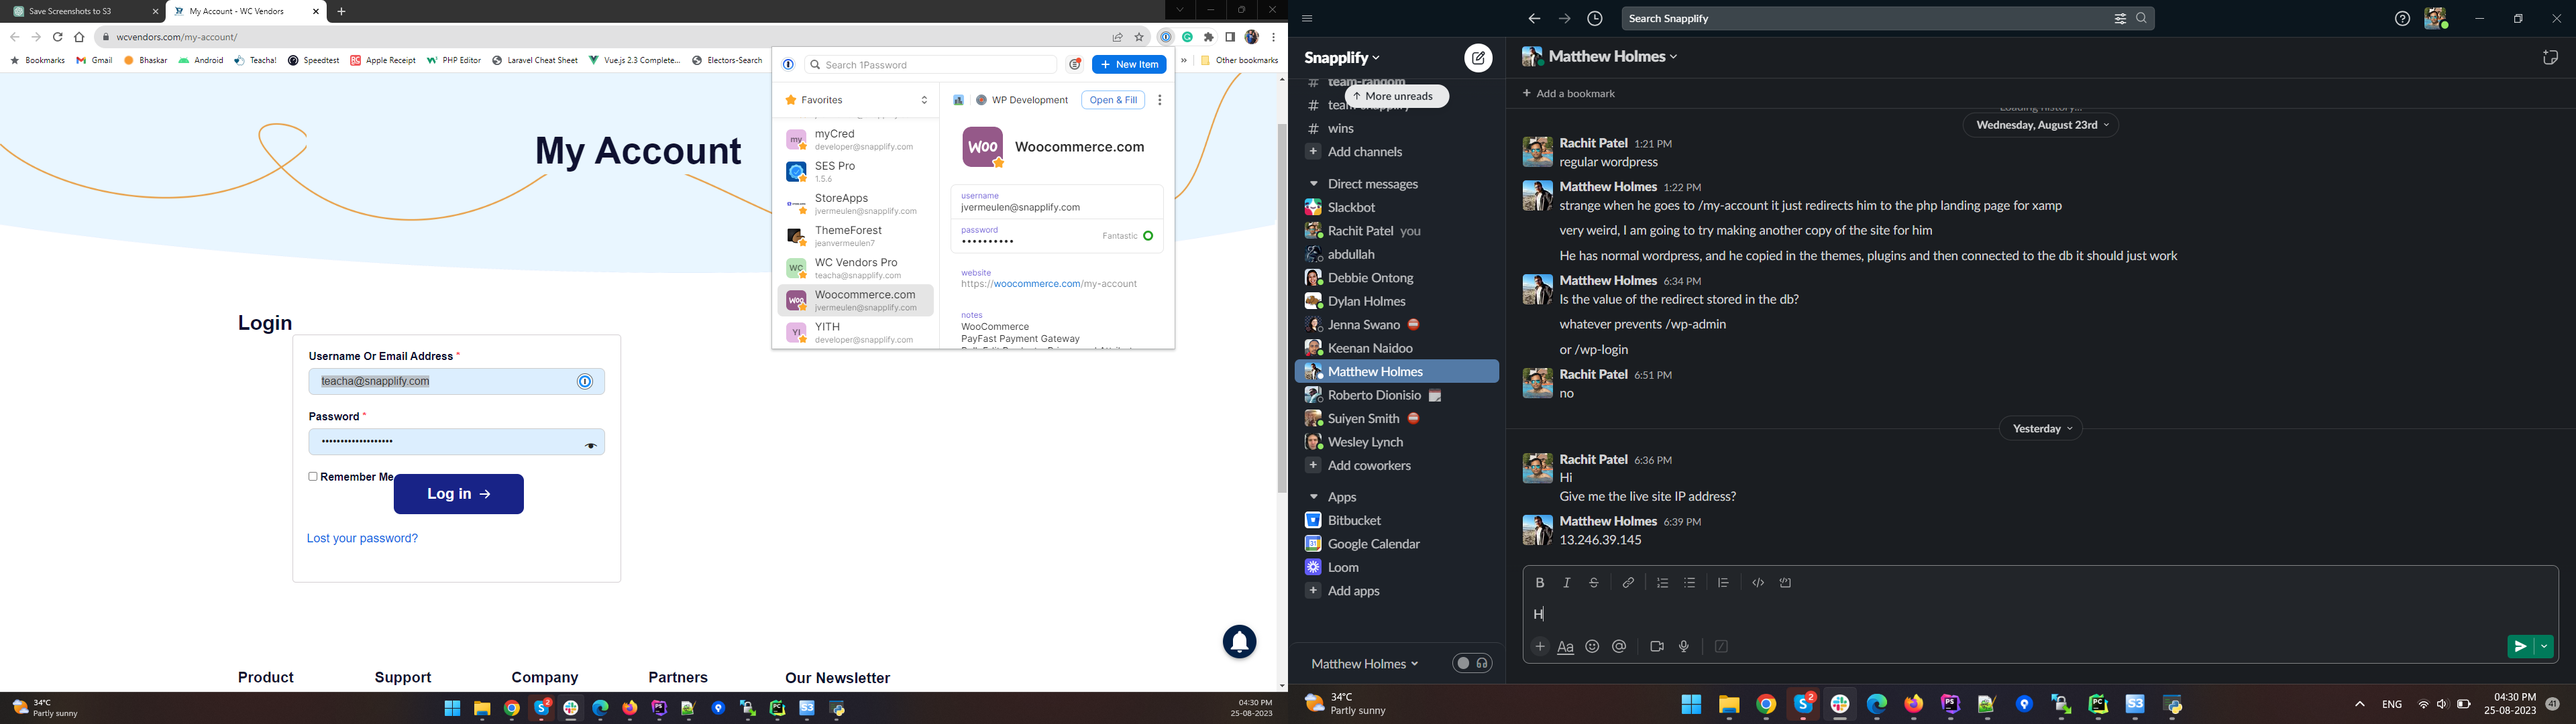 Save Screenshots to S3
My Account - WC Vendors
wcvendors.com/my-account/
Bookmarks
Gmail
Bhaskar
Android
Teacha!
Speedtest
Apple Receipt
PHP Editor
Laravel Cheat Sheet
Vue.js 2.3 Complete...
Electors-Search
Other bookmarks
My Account
Login
Username Or Email Address *
teacha@snapplify.com
Password *
Remember Me
Log in →
Lost your password?
Product
Support
Company
Partners
Our Newsletter
Search 1Password
+ New Item
Favorites
WP Development
Open & Fill
my
myCred
developer@snapplify.com
SES Pro
1.5.6
StoreApps
jvermeulen@snapplify.com
ThemeForest
jeanvermeulen7
WC
WC Vendors Pro
teacha@snapplify.com
Woo
Woocommerce.com
jvermeulen@snapplify.com
YI
YITH
developer@snapplify.com
Woo
Woocommerce.com
username
jvermeulen@snapplify.com
password
••••••••••
Fantastic
website
https://woocommerce.com/my-account
notes
WooCommerce
PayFast Payment Gateway
34°C
Partly sunny
2
04:30 PM
25-08-2023
Search Snapplify
Snapplify
# team-random
↑ More unreads
# wins
+ Add channels
Direct messages
Slackbot
Rachit Patel you
abdullah
Debbie Ontong
Dylan Holmes
Jenna Swano
Keenan Naidoo
Matthew Holmes
Roberto Dionisio
Suiyen Smith
Wesley Lynch
+ Add coworkers
Apps
Bitbucket
Google Calendar
Loom
+ Add apps
Matthew Holmes
Matthew Holmes
+ Add a bookmark
Loading history...
Wednesday, August 23rd
Rachit Patel 1:21 PM
regular wordpress
Matthew Holmes 1:22 PM
strange when he goes to /my-account it just redirects him to the php landing page for xamp
very weird, I am going to try making another copy of the site for him
He has normal wordpress, and he copied in the themes, plugins and then connected to the db it should just work
Matthew Holmes 6:34 PM
Is the value of the redirect stored in the db?
whatever prevents /wp-admin
or /wp-login
Rachit Patel 6:51 PM
no
Yesterday
Rachit Patel 6:36 PM
Hi
Give me the live site IP address?
Matthew Holmes 6:39 PM
13.246.39.145
B I S
H
Aa
34°C
Partly sunny
2
ENG
04:30 PM
25-08-2023
41